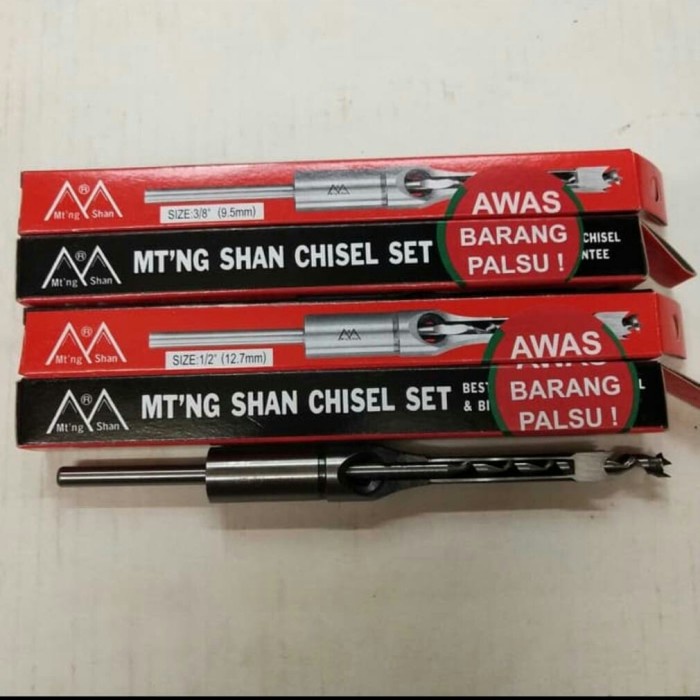 Mt'ng Shan
SIZE:3/8" (9.5mm)
AWAS
BARANG
PALSU !
Mt'ng Shan
MT'NG SHAN CHISEL SET
CHISEL
Mt'ng Shan
SIZE:1/2" (12.7mm)
AWAS
BARANG
PALSU !
Mt'ng Shan
MT'NG SHAN CHISEL SET
BEST
&